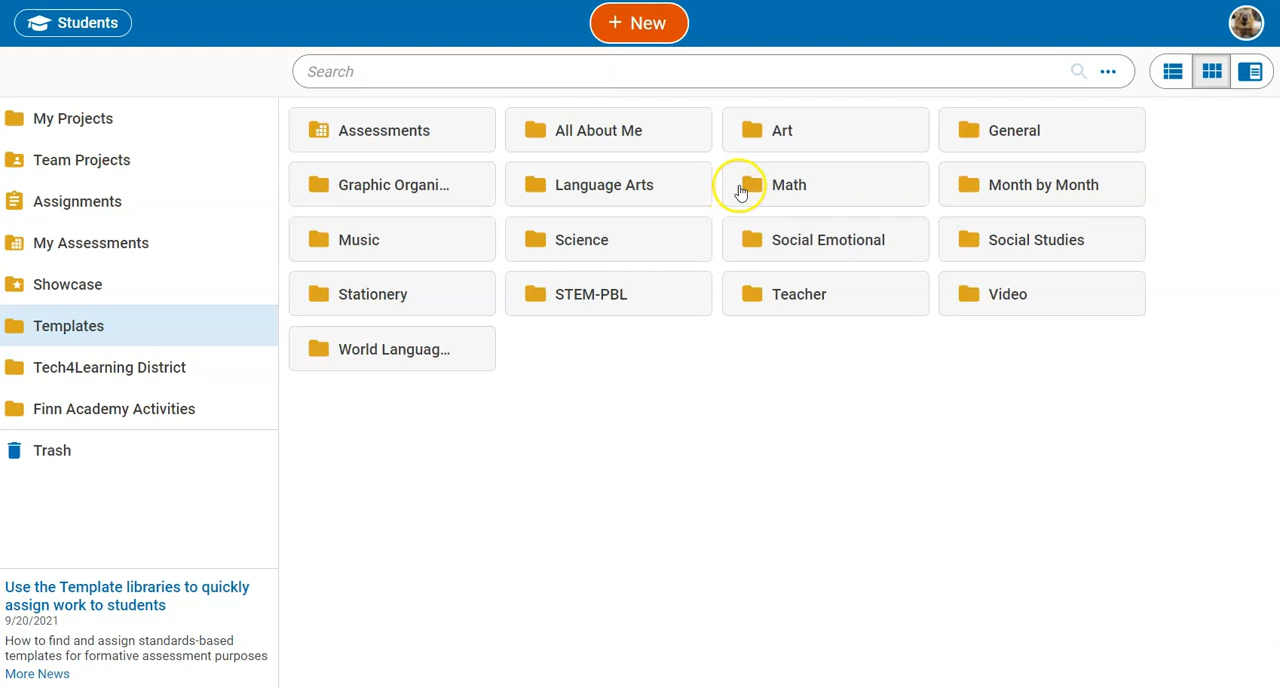 Students
+ New
Search
My Projects
Team Projects
Assignments
My Assessments
Showcase
Templates
Tech4Learning District
Finn Academy Activities
Trash
Assessments
All About Me
Art
General
Graphic Organi...
Language Arts
Math
Month by Month
Music
Science
Social Emotional
Social Studies
Stationery
STEM-PBL
Teacher
Video
World Languag...
Use the Template libraries to quickly
assign work to students
9/20/2021
How to find and assign standards-based
templates for formative assessment purposes
More News